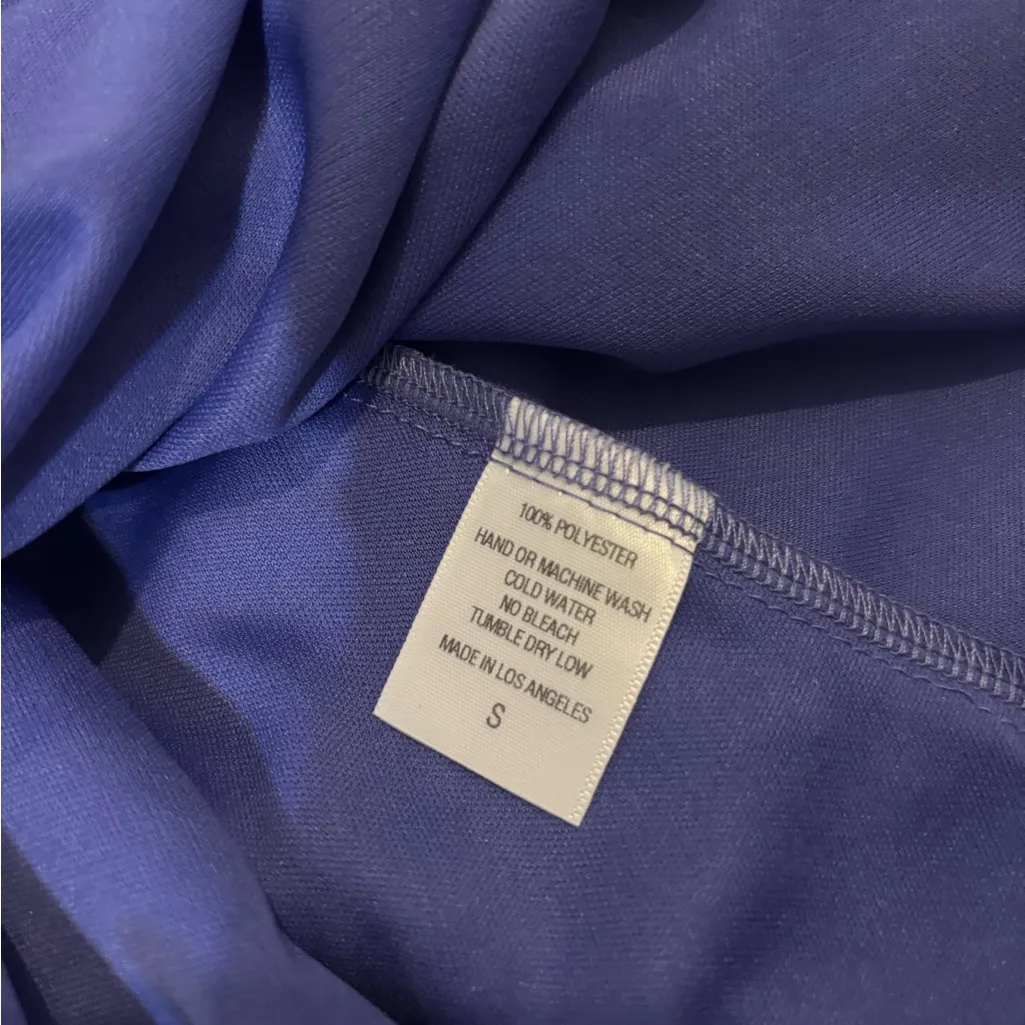 100% POLYESTER
HAND OR MACHINE WASH
COLD WATER
NO BLEACH
TUMBLE DRY LOW
MADE IN LOS ANGELES
S